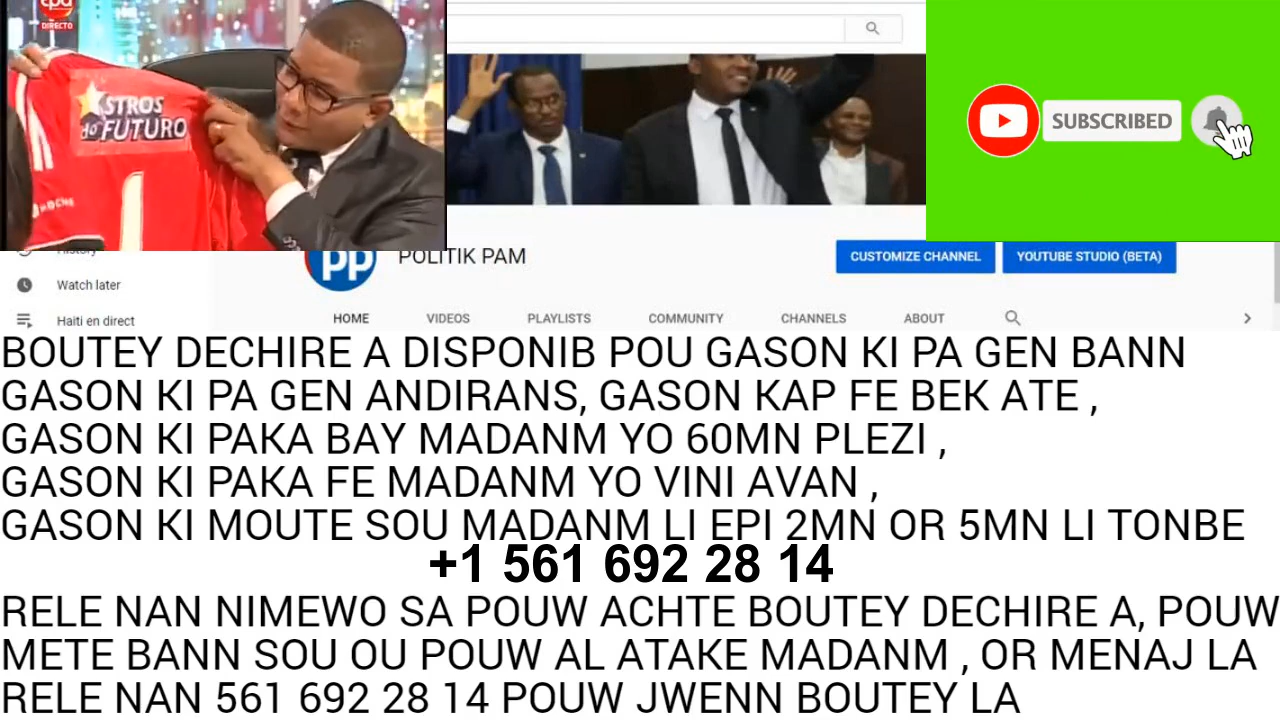 cpa
DIRECTO
ASTROS
do FUTURO
1
SUBSCRIBED
History
Watch later
Haiti en direct
pp
POLITIK PAM
CUSTOMIZE CHANNEL
YOUTUBE STUDIO (BETA)
HOME VIDEOS PLAYLISTS COMMUNITY CHANNELS ABOUT
BOUTEY DECHIRE A DISPONIB POU GASON KI PA GEN BANN
GASON KI PA GEN ANDIRANS, GASON KAP FE BEK ATE ,
GASON KI PAKA BAY MADANM YO 60MN PLEZI ,
GASON KI PAKA FE MADANM YO VINI AVAN ,
GASON KI MOUTE SOU MADANM LI EPI 2MN OR 5MN LI TONBE
+1 561 692 28 14
RELE NAN NIMEWO SA POUW ACHTE BOUTEY DECHIRE A, POUW
METE BANN SOU OU POUW AL ATAKE MADANM , OR MENAJ LA
RELE NAN 561 692 28 14 POUW JWENN BOUTEY LA